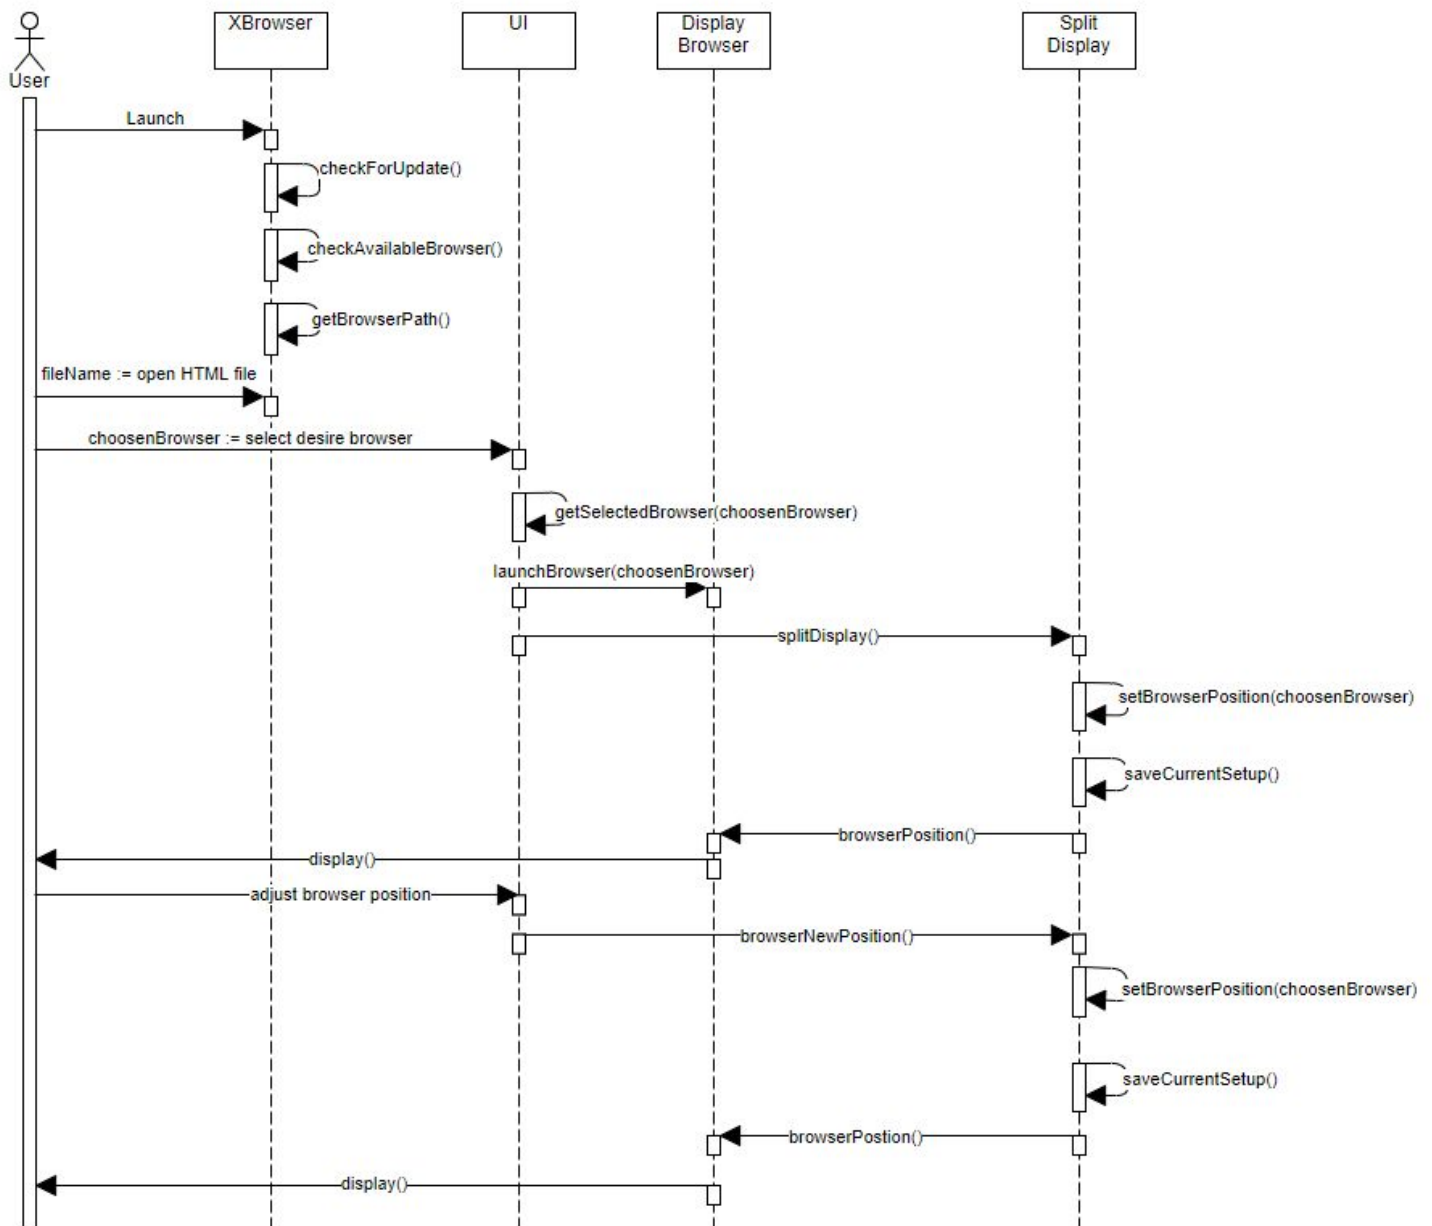 XBrowser
UI
Display
Browser
Split
Display
User
Launch
checkForUpdate()
checkAvailableBrowser()
getBrowserPath()
fileName := open HTML file
choosenBrowser := select desire browser
getSelectedBrowser(choosenBrowser)
launchBrowser(choosenBrowser)
splitDisplay()
setBrowserPosition(choosenBrowser)
saveCurrentSetup()
browserPosition()
display()
adjust browser position
browserNewPosition()
setBrowserPosition(choosenBrowser)
saveCurrentSetup()
browserPostion()
display()